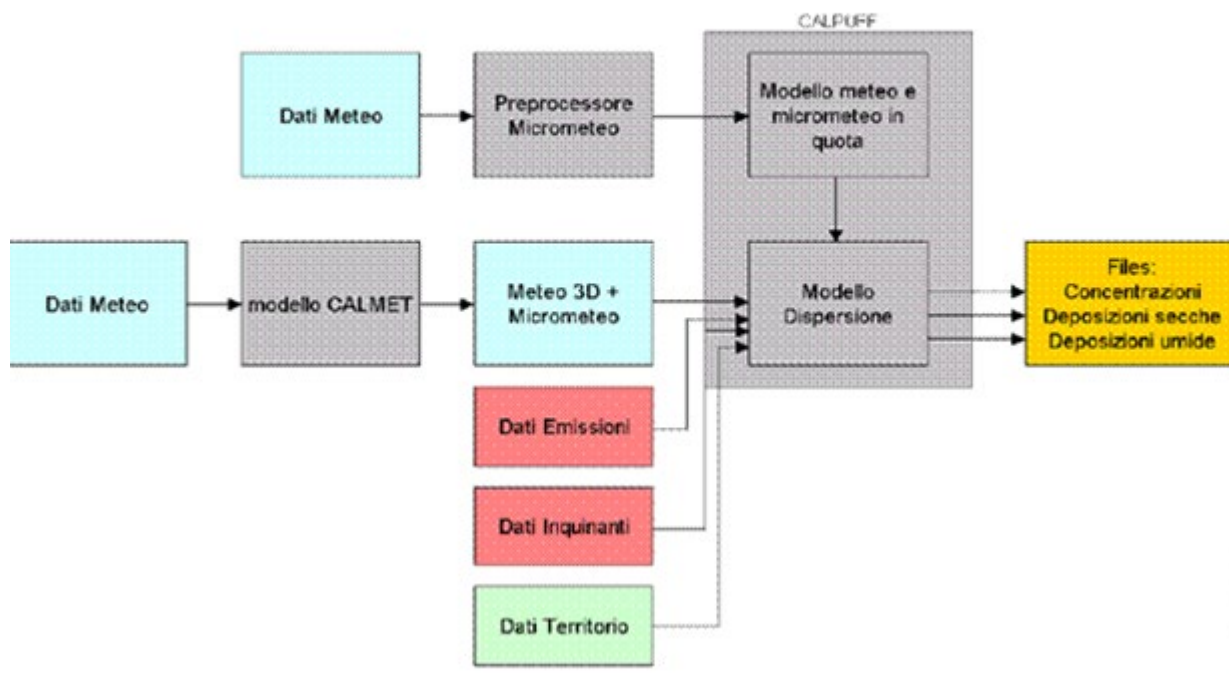 CALPUFF
Dati Meteo
Preprocessore
Micrometeo
Modello meteo e
micrometeo in
quota
Dati Meteo
modello CALMET
Meteo 3D +
Micrometeo
Modello
Dispersione
Files:
Concentrazioni
Deposizioni secche
Deposizioni umide
Dati Emissioni
Dati Inquinanti
Dati Territorio